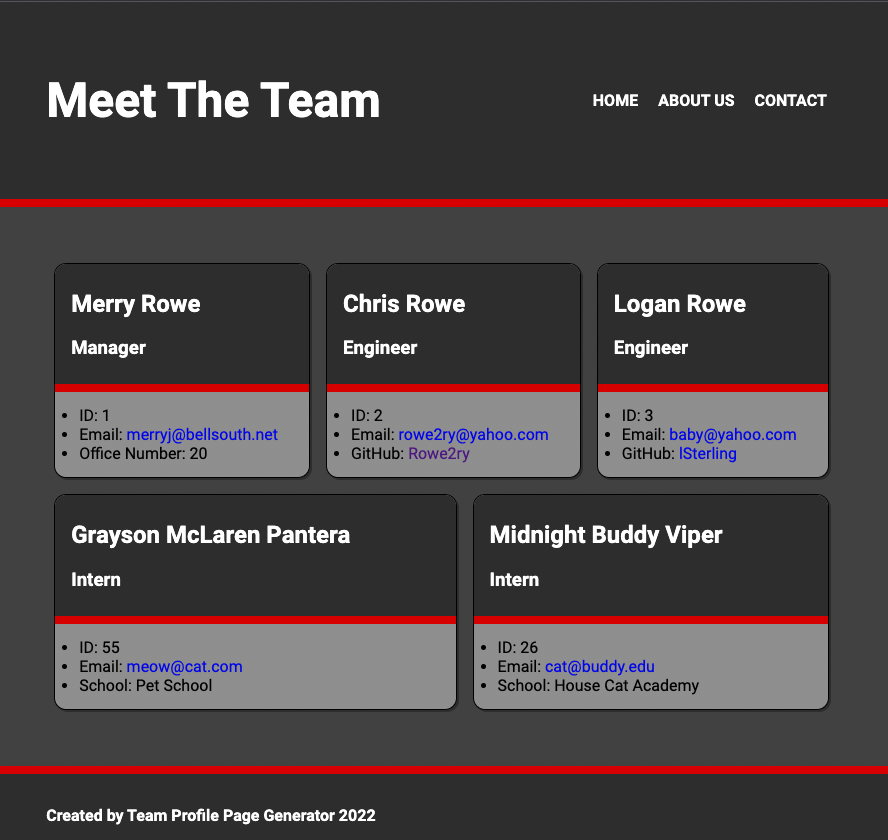 Meet The Team
HOME ABOUT US CONTACT
Merry Rowe
Manager
ID: 1
Email: merryj@bellsouth.net
Office Number: 20
Chris Rowe
Engineer
ID: 2
Email: rowe2ry@yahoo.com
GitHub: Rowe2ry
Logan Rowe
Engineer
ID: 3
Email: baby@yahoo.com
GitHub: lSterling
Grayson McLaren Pantera
Intern
ID: 55
Email: meow@cat.com
School: Pet School
Midnight Buddy Viper
Intern
ID: 26
Email: cat@buddy.edu
School: House Cat Academy
Created by Team Profile Page Generator 2022